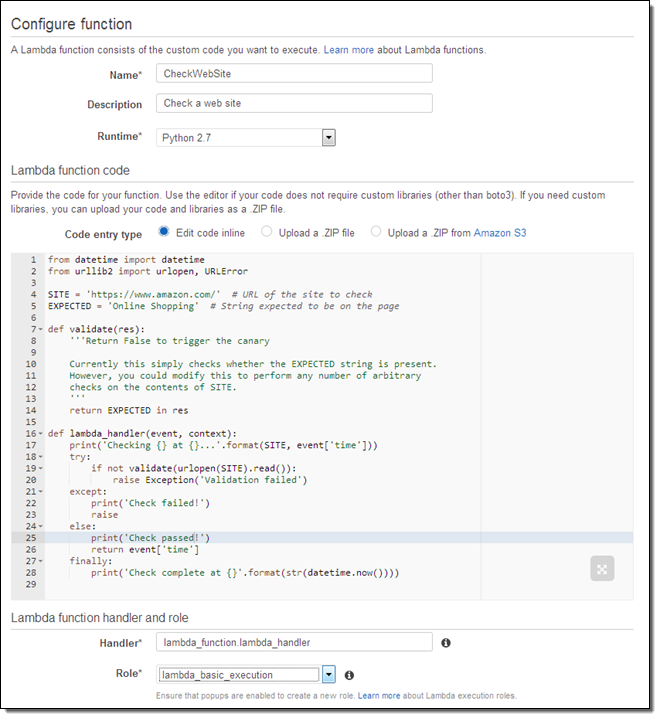 Configure function
A Lambda function consists of the custom code you want to execute. Learn more about Lambda functions.
Name* CheckWebSite
Description Check a web site
Runtime* Python 2.7
Lambda function code
Provide the code for your function. Use the editor if your code does not require custom libraries (other than boto3). If you need custom
libraries, you can upload your code and libraries as a .ZIP file.
Code entry type Edit code inline Upload a .ZIP file Upload a .ZIP from Amazon S3
1 from datetime import datetime
2 from urllib2 import urlopen, URLError
3
4 SITE = 'https://www.amazon.com/'  # URL of the site to check
5 EXPECTED = 'Online Shopping'  # String expected to be on the page
6
7 def validate(res):
8     '''Return False to trigger the canary
9
10     Currently this simply checks whether the EXPECTED string is present.
11     However, you could modify this to perform any number of arbitrary
12     checks on the contents of SITE.
13     '''
14     return EXPECTED in res
15
16 def lambda_handler(event, context):
17     print('Checking {} at {}...'.format(SITE, event['time']))
18     try:
19         if not validate(urlopen(SITE).read()):
20             raise Exception('Validation failed')
21     except:
22         print('Check failed!')
23         raise
24     else:
25         print('Check passed!')
26         return event['time']
27     finally:
28         print('Check complete at {}'.format(str(datetime.now())))
29
Lambda function handler and role
Handler* lambda_function.lambda_handler
Role* lambda_basic_execution
Ensure that popups are enabled to create a new role. Learn more about Lambda execution roles.